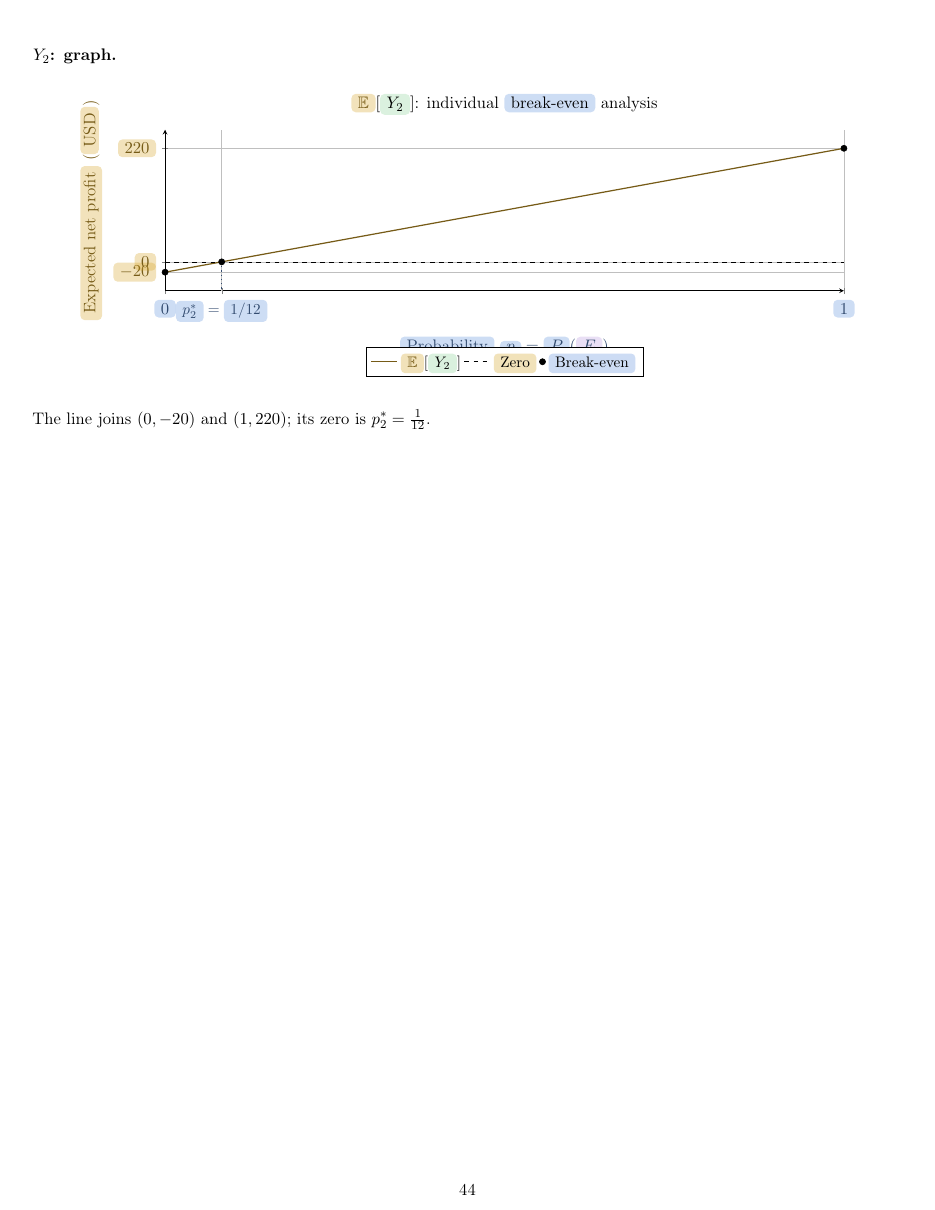 Y₂: graph.
𝔼[Y₂]: individual break-even analysis
Expected net profit (USD)
220
0
−20
0 p₂* = 1/12 1
Probability p = P(F)
𝔼[Y₂] Zero Break-even
The line joins (0, −20) and (1, 220); its zero is p₂* = 1/12.
44